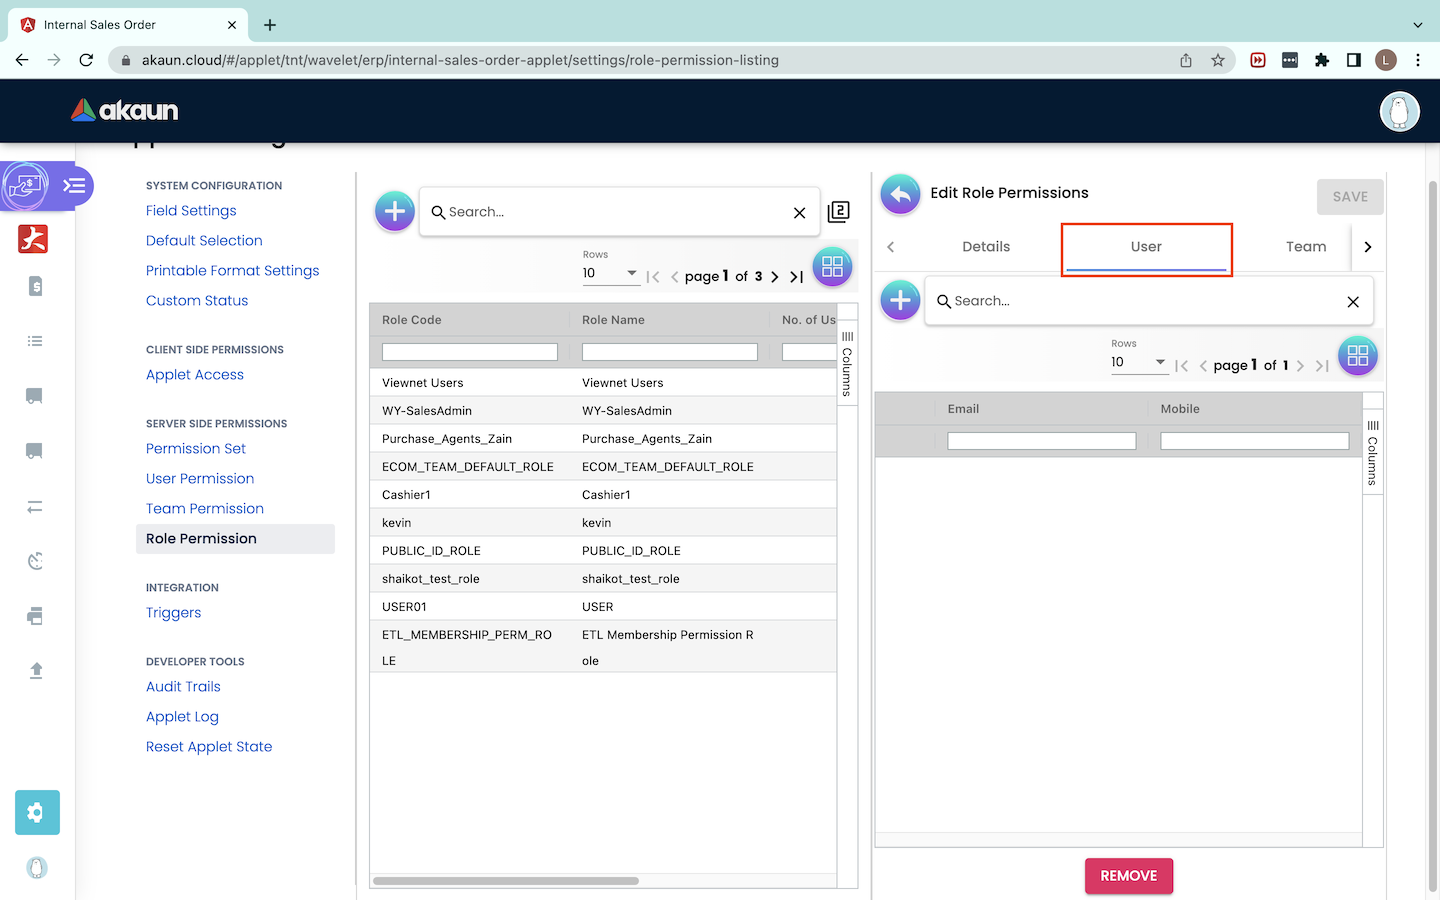 Internal Sales Order
akaun.cloud/#/applet/tnt/wavelet/erp/internal-sales-order-applet/settings/role-permission-listing
L
akaun
SYSTEM CONFIGURATION
Field Settings
Default Selection
Printable Format Settings
Custom Status
CLIENT SIDE PERMISSIONS
Applet Access
SERVER SIDE PERMISSIONS
Permission Set
User Permission
Team Permission
Role Permission
INTEGRATION
Triggers
DEVELOPER TOOLS
Audit Trails
Applet Log
Reset Applet State
Search...
2
Rows
10
page 1 of 3
Role Code Role Name No. of Us
Columns
Viewnet Users Viewnet Users
WY-SalesAdmin WY-SalesAdmin
Purchase_Agents_Zain Purchase_Agents_Zain
ECOM_TEAM_DEFAULT_ROLE ECOM_TEAM_DEFAULT_ROLE
Cashier1 Cashier1
kevin kevin
PUBLIC_ID_ROLE PUBLIC_ID_ROLE
shaikot_test_role shaikot_test_role
USER01 USER
ETL_MEMBERSHIP_PERM_RO ETL Membership Permission R
LE ole
Edit Role Permissions
SAVE
Details User Team
Search...
Rows
10
page 1 of 1
Email Mobile
Columns
REMOVE